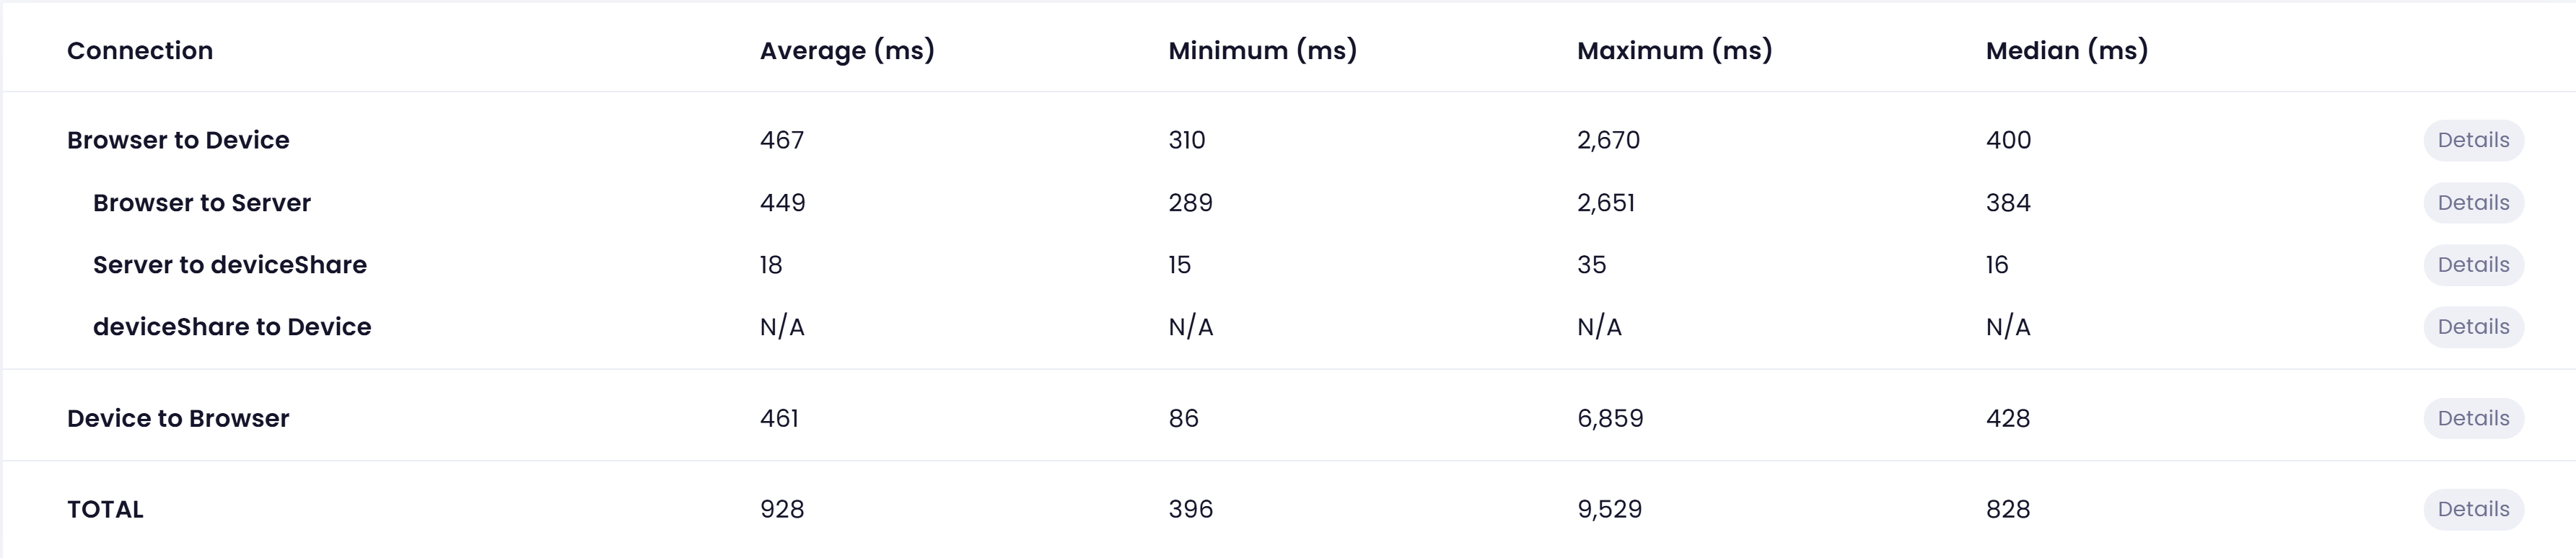 Connection Average (ms) Minimum (ms) Maximum (ms) Median (ms)
Browser to Device 467 310 2,670 400 Details
Browser to Server 449 289 2,651 384 Details
Server to deviceShare 18 15 35 16 Details
deviceShare to Device N/A N/A N/A N/A Details
Device to Browser 461 86 6,859 428 Details
TOTAL 928 396 9,529 828 Details